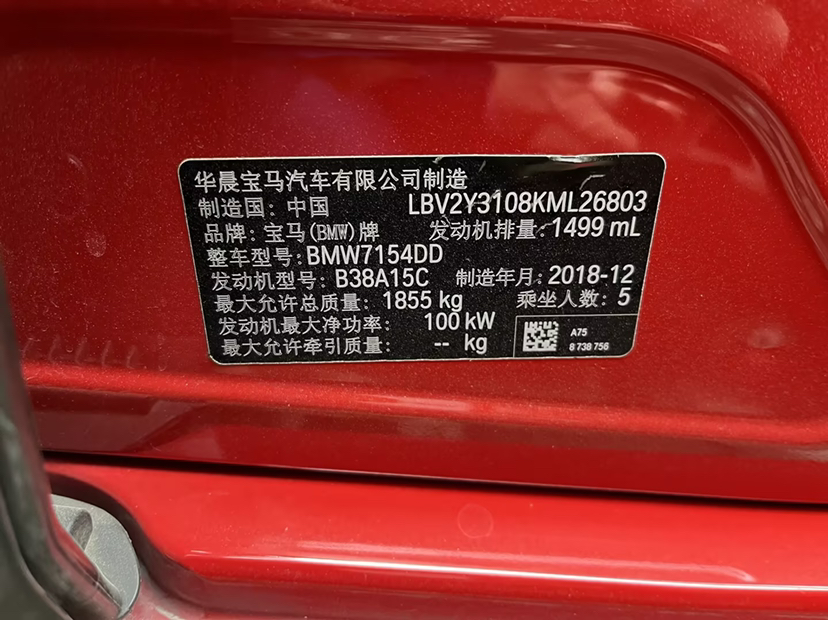 华晨宝马汽车有限公司制造
制造国: 中国 LBV2Y3108KML26803
品牌: 宝马(BMW)牌 发动机排量: 1499 mL
整车型号: BMW7154DD
发动机型号: B38A15C 制造年月: 2018-12
最大允许总质量: 1855 kg 乘坐人数: 5
发动机最大净功率: 100 kW
最大允许牵引质量: -- kg
A75
8 738 756